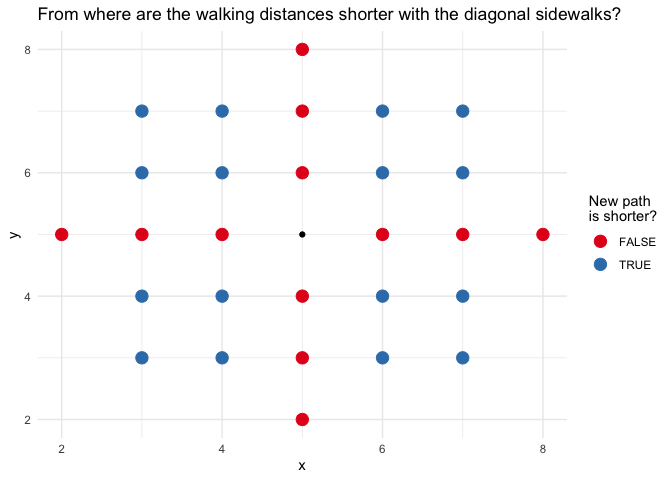 From where are the walking distances shorter with the diagonal sidewalks?
8
6
4
2
y
2 4 6 8
x
New path
is shorter?
FALSE
TRUE